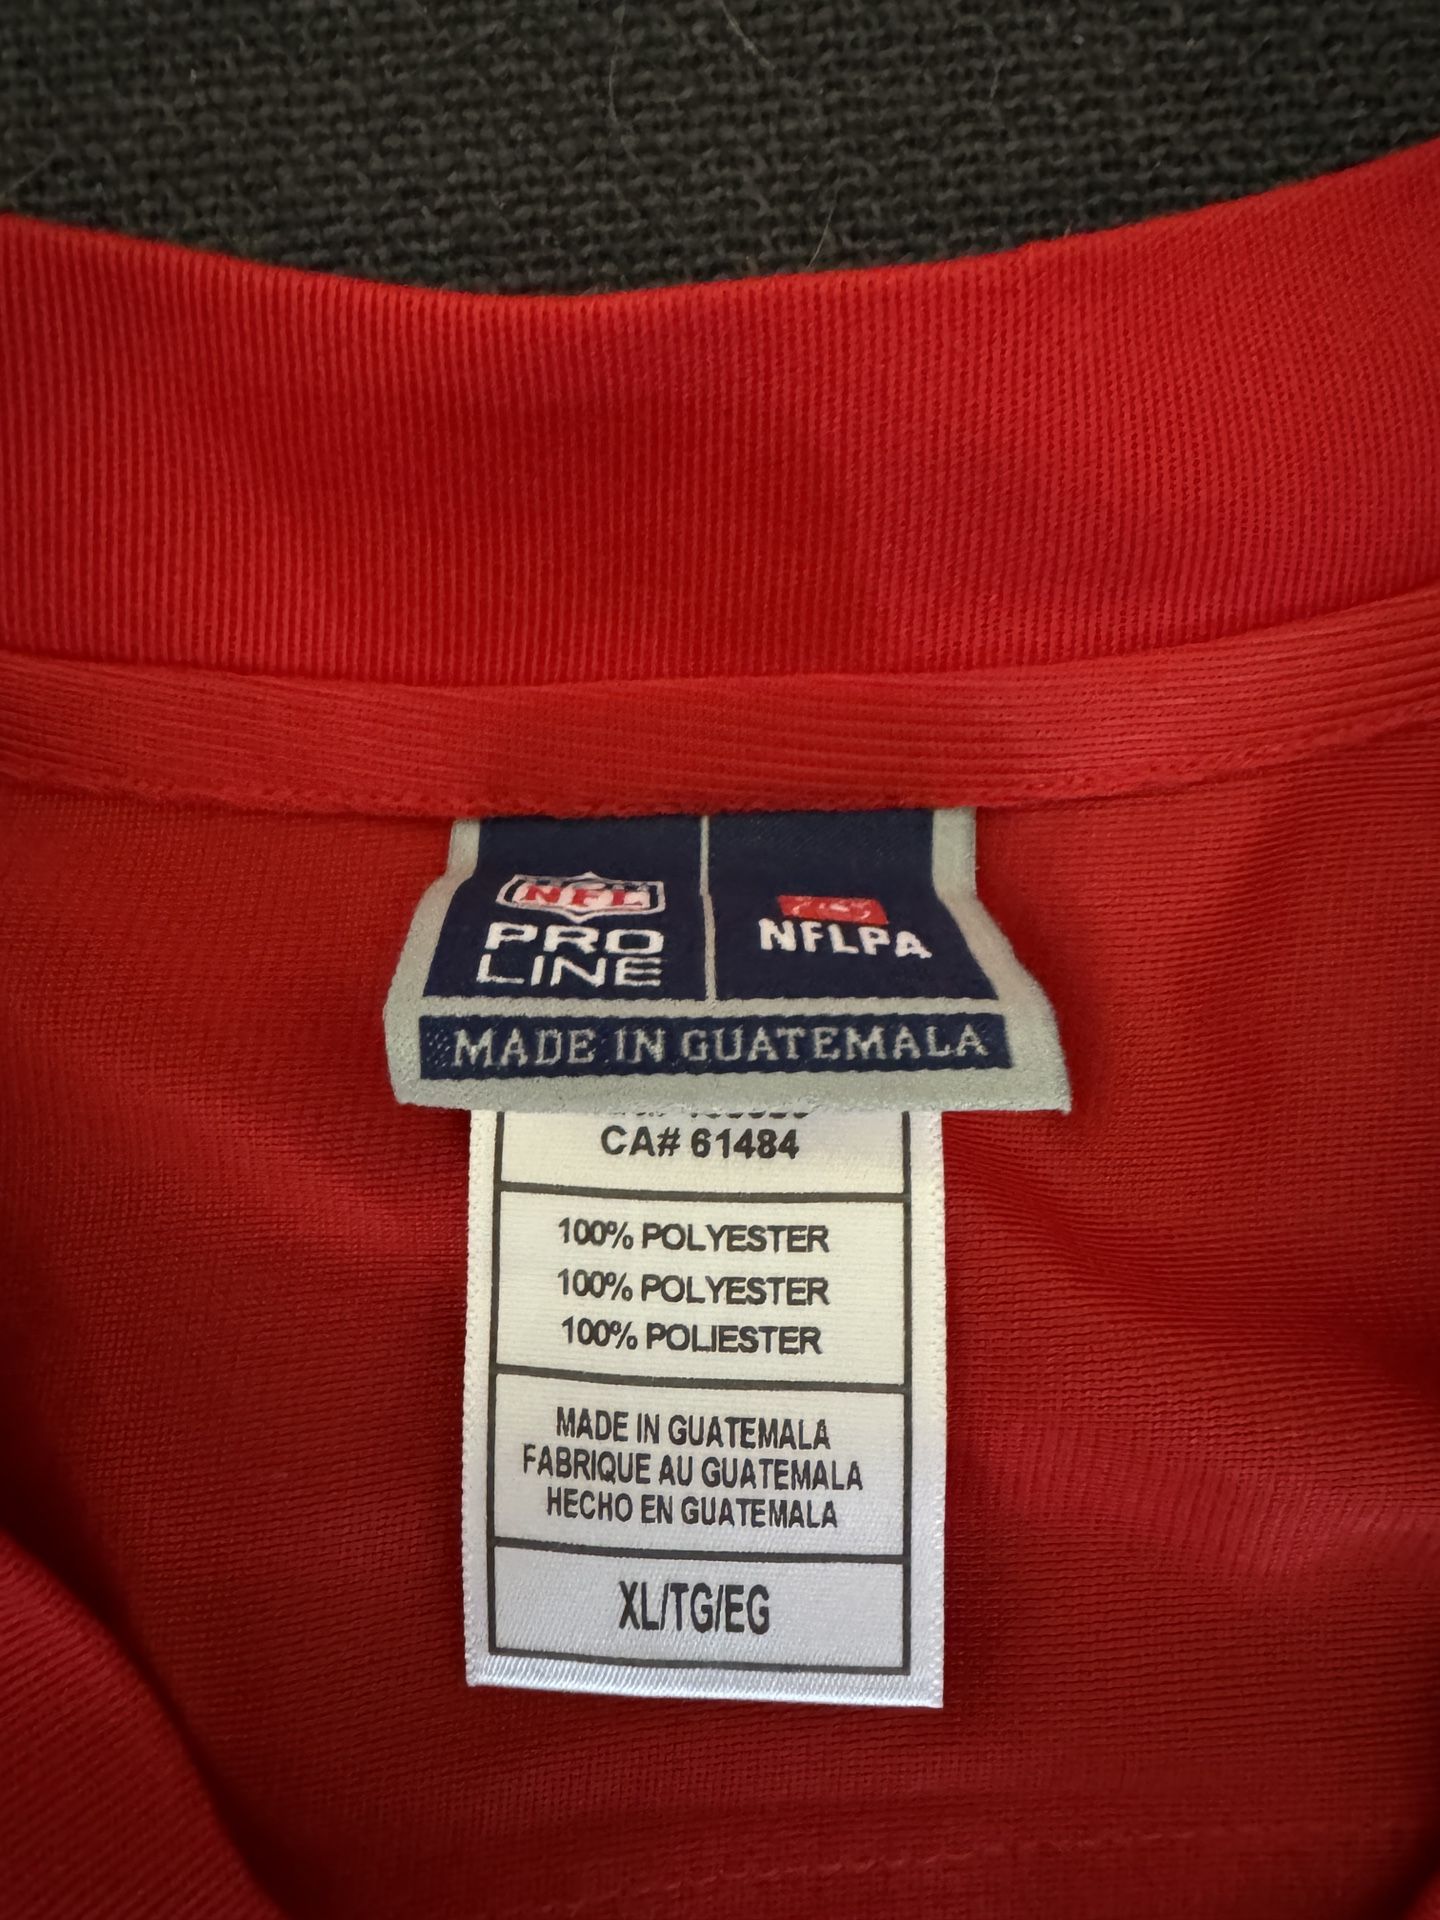 NFL
PRO
LINE
NFLPA
MADE IN GUATEMALA
CA# 61484
100% POLYESTER
100% POLYESTER
100% POLIESTER
MADE IN GUATEMALA
FABRIQUE AU GUATEMALA
HECHO EN GUATEMALA
XL/TG/EG